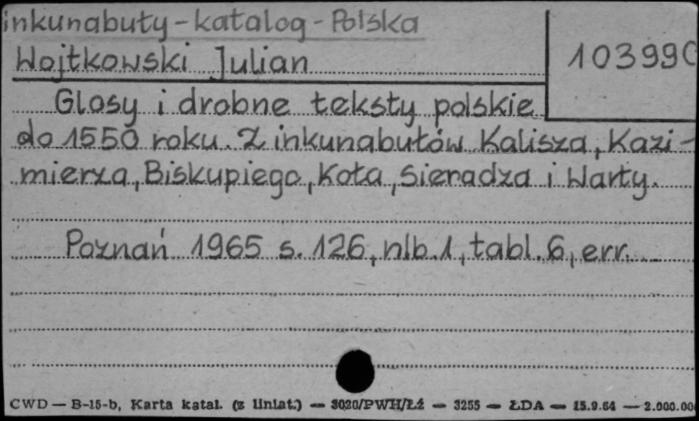 inkunabuły - katalog - Polska
Wojtkowski Julian
103990
Glosy i drobne teksty polskie
do 1550 roku. Z inkunabułów Kalisza, Kazi-
mierza, Biskupiego, Koła, Sieradza i Warty.
Poznań 1965 s. 126, nlb. 1, tabl. 6, err.
CWD — B-15-b, Karta katal. (z liniat.) — 3020/PWH/Łż — 3255 — ŁDA — 15.9.64 — 2.000.00